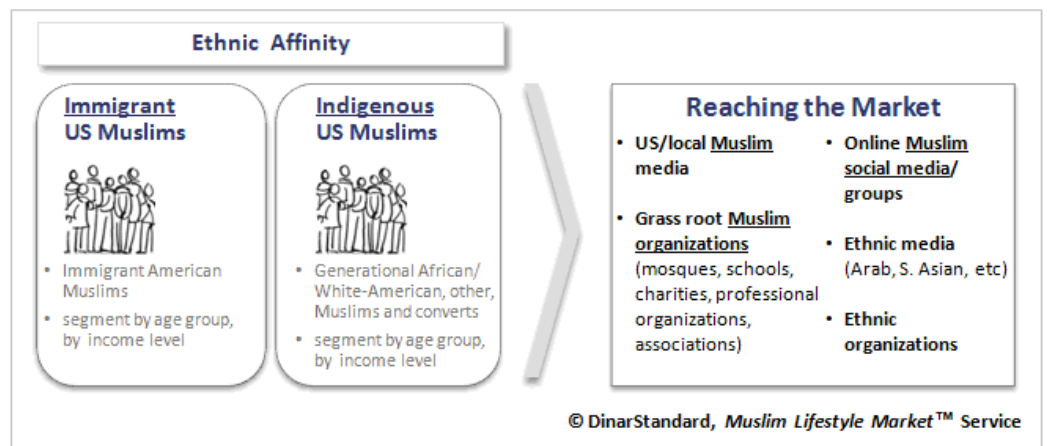 Ethnic Affinity
Immigrant
US Muslims
• Immigrant American
Muslims
• segment by age group,
by income level
Indigenous
US Muslims
• Generational African/
White-American, other,
Muslims and converts
• segment by age group,
by income level
Reaching the Market
• US/local Muslim
media
• Grass root Muslim
organizations
(mosques, schools,
charities, professional
organizations,
associations)
• Online Muslim
social media/
groups
• Ethnic media
(Arab, S. Asian, etc)
• Ethnic
organizations
© DinarStandard, Muslim Lifestyle Market™ Service